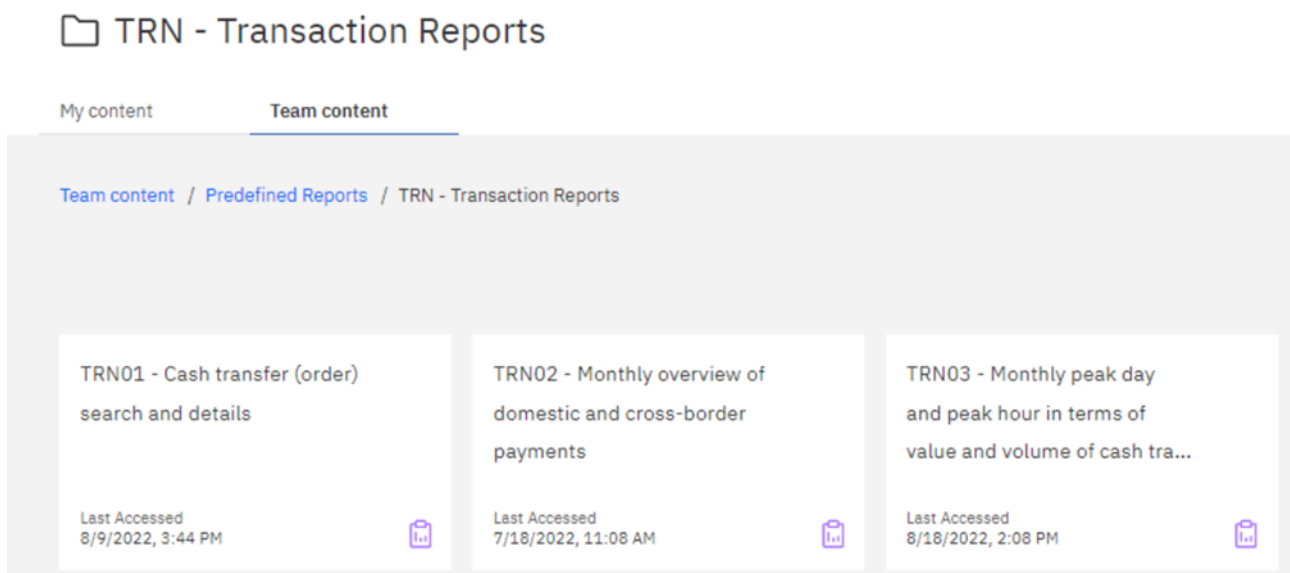 TRN - Transaction Reports
My content
Team content
Team content / Predefined Reports / TRN - Transaction Reports
TRN01 - Cash transfer (order)
search and details
Last Accessed
8/9/2022, 3:44 PM
TRN02 - Monthly overview of
domestic and cross-border
payments
Last Accessed
7/18/2022, 11:08 AM
TRN03 - Monthly peak day
and peak hour in terms of
value and volume of cash tra...
Last Accessed
8/18/2022, 2:08 PM